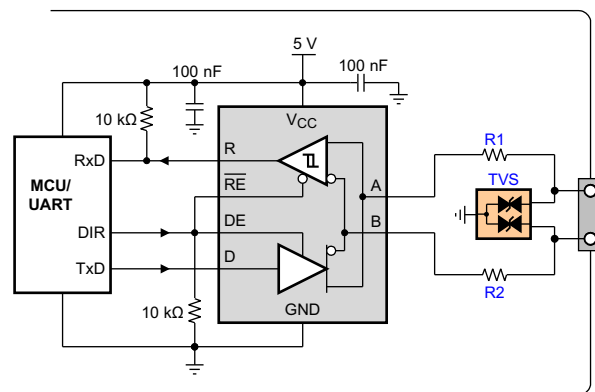 5 V
100 nF
100 nF
10 kΩ
VCC
R1
RxD
R
TVS
MCU/
UART
RE
A
DIR
DE
B
TxD
D
R2
10 kΩ
GND